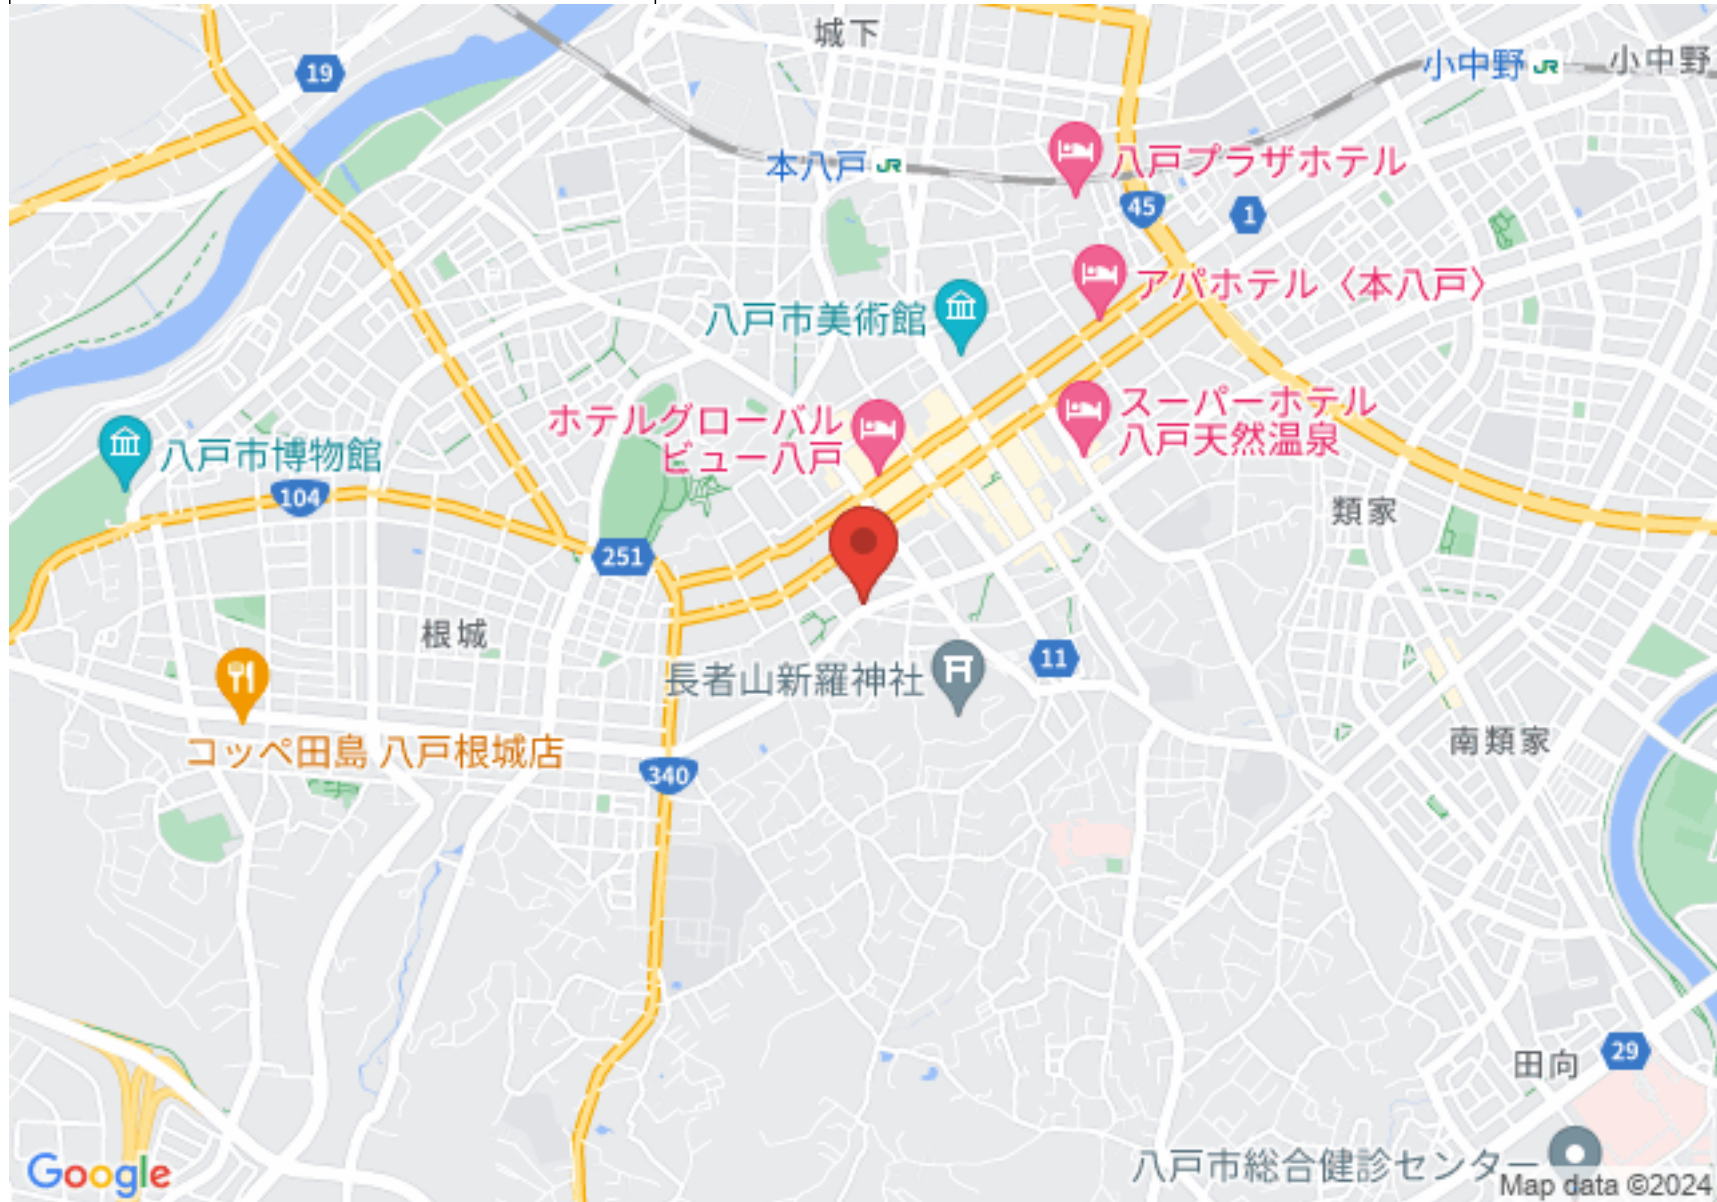 城下
19
小中野
小中野
本八戸
八戸プラザホテル
45
1
アパホテル〈本八戸〉
八戸市美術館
ホテルグローバル
ビュー八戸
スーパーホテル
八戸天然温泉
八戸市博物館
104
類家
251
根城
長者山新羅神社
11
コッペ田島 八戸根城店
340
南類家
田向
29
八戸市総合健診センター
Google
Map data ©2024